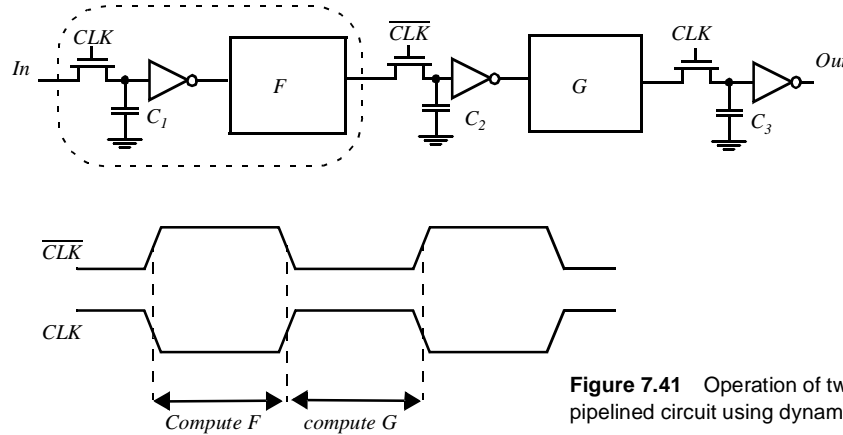 CLK
In
F
C1
CLK
C2
G
CLK
Out
C3
CLK
CLK
Compute F
compute G
Figure 7.41 Operation of tw
pipelined circuit using dynam